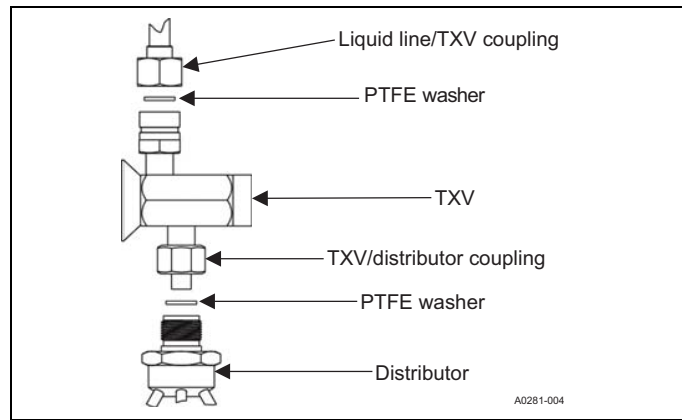 Liquid line/TXV coupling
PTFE washer
TXV
TXV/distributor coupling
PTFE washer
Distributor
A0281-004